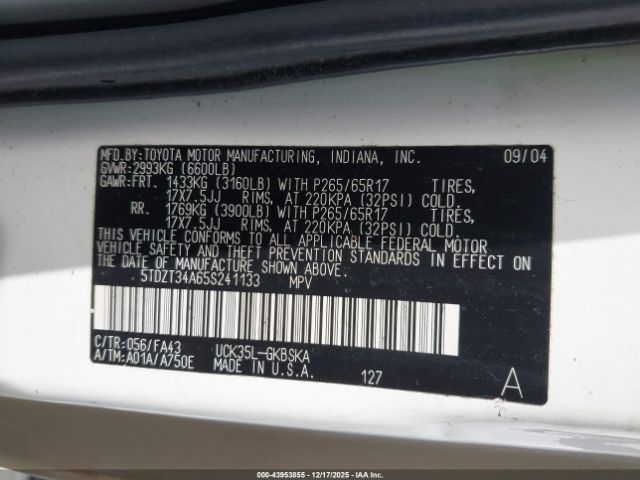 MFD.BY:TOYOTA MOTOR MANUFACTURING, INDIANA, INC. 09/04
GVWR:2993KG (6600LB)
GAWR:FRT. 1433KG (3160LB) WITH P265/65R17 TIRES,
17X7.5JJ RIMS, AT 220KPA (32PSI) COLD.
RR. 1769KG (3900LB) WITH P265/65R17 TIRES,
17X7.5JJ RIMS, AT 220KPA (32PSI) COLD.
THIS VEHICLE CONFORMS TO ALL APPLICABLE FEDERAL MOTOR
VEHICLE SAFETY AND THEFT PREVENTION STANDARDS IN EFFECT ON
THE DATE OF MANUFACTURE SHOWN ABOVE.
5TDZT34A65S241133 MPV
C/TR:056/FA43 UCK35L-GKBSKA
A/TM:A01A/A750E MADE IN U.S.A.
127 A
000-43953855 - 12/17/2025 - IAAI.COM